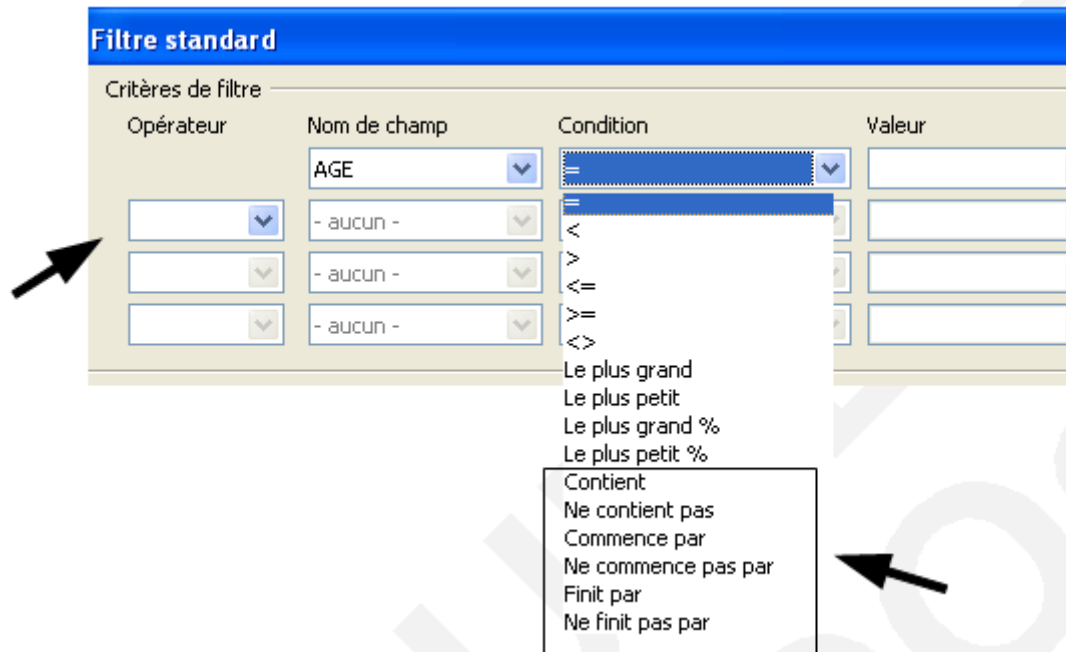 Filtre standard
Critères de filtre
Opérateur Nom de champ Condition Valeur
AGE =
=
- aucun -
<
>
- aucun -
<=
>=
- aucun -
<>
Le plus grand
Le plus petit
Le plus grand %
Le plus petit %
Contient
Ne contient pas
Commence par
Ne commence pas par
Finit par
Ne finit pas par